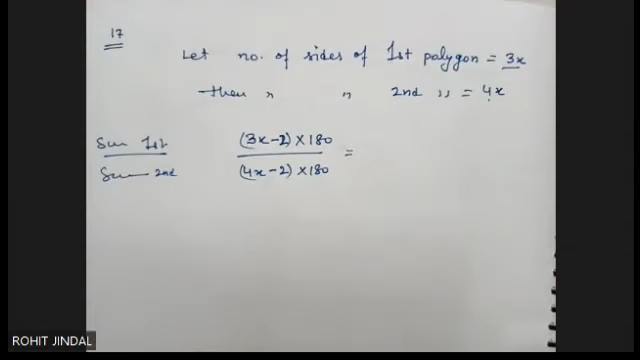 17
Let no. of sides of 1st polygon = 3x
then " " 2nd " = 4x
Sum 1st (3x-2)×180 =
Sum 2nd (4x-2)×180
ROHIT JINDAL